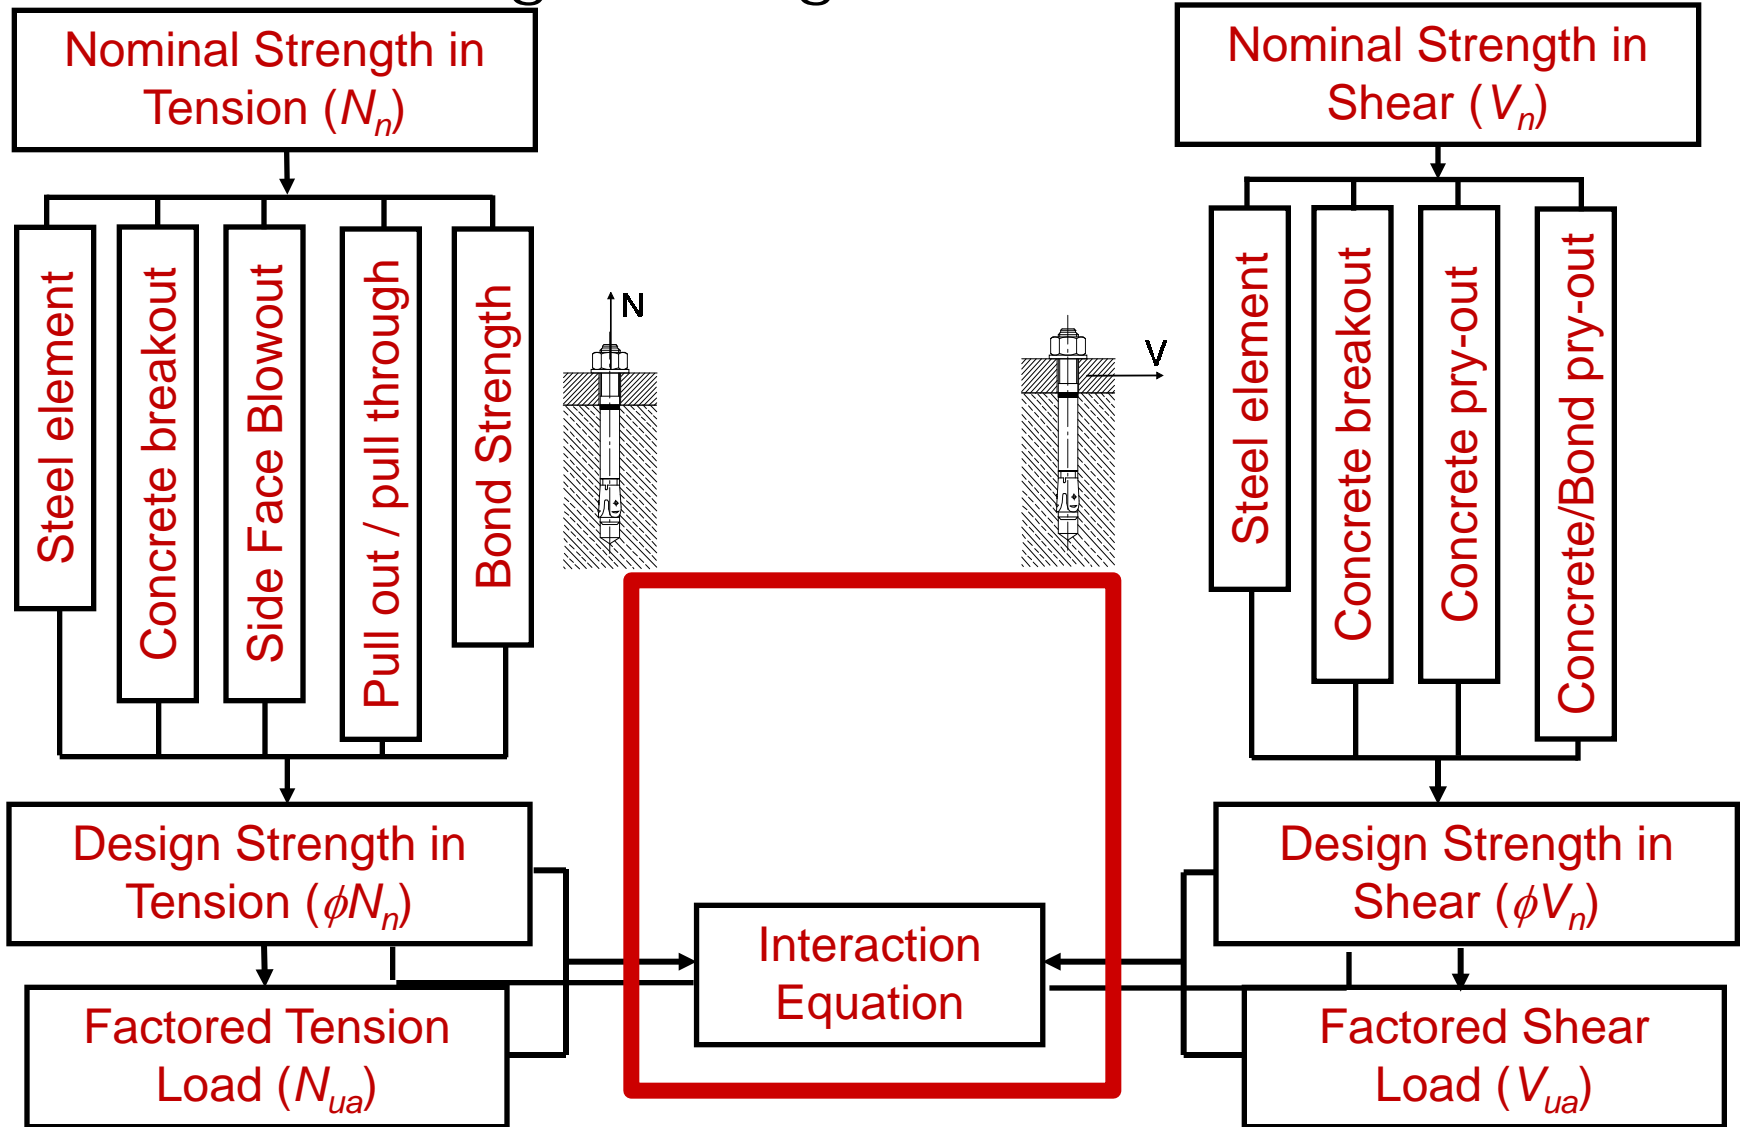 Nominal Strength in
Tension (Nn)
Steel element
Concrete breakout
Side Face Blowout
Pull out / pull through
Bond Strength
N
Design Strength in
Tension (ϕNn)
Factored Tension
Load (Nua)
Interaction
Equation
Nominal Strength in
Shear (Vn)
Steel element
Concrete breakout
Concrete pry-out
Concrete/Bond pry-out
V
Design Strength in
Shear (ϕVn)
Factored Shear
Load (Vua)